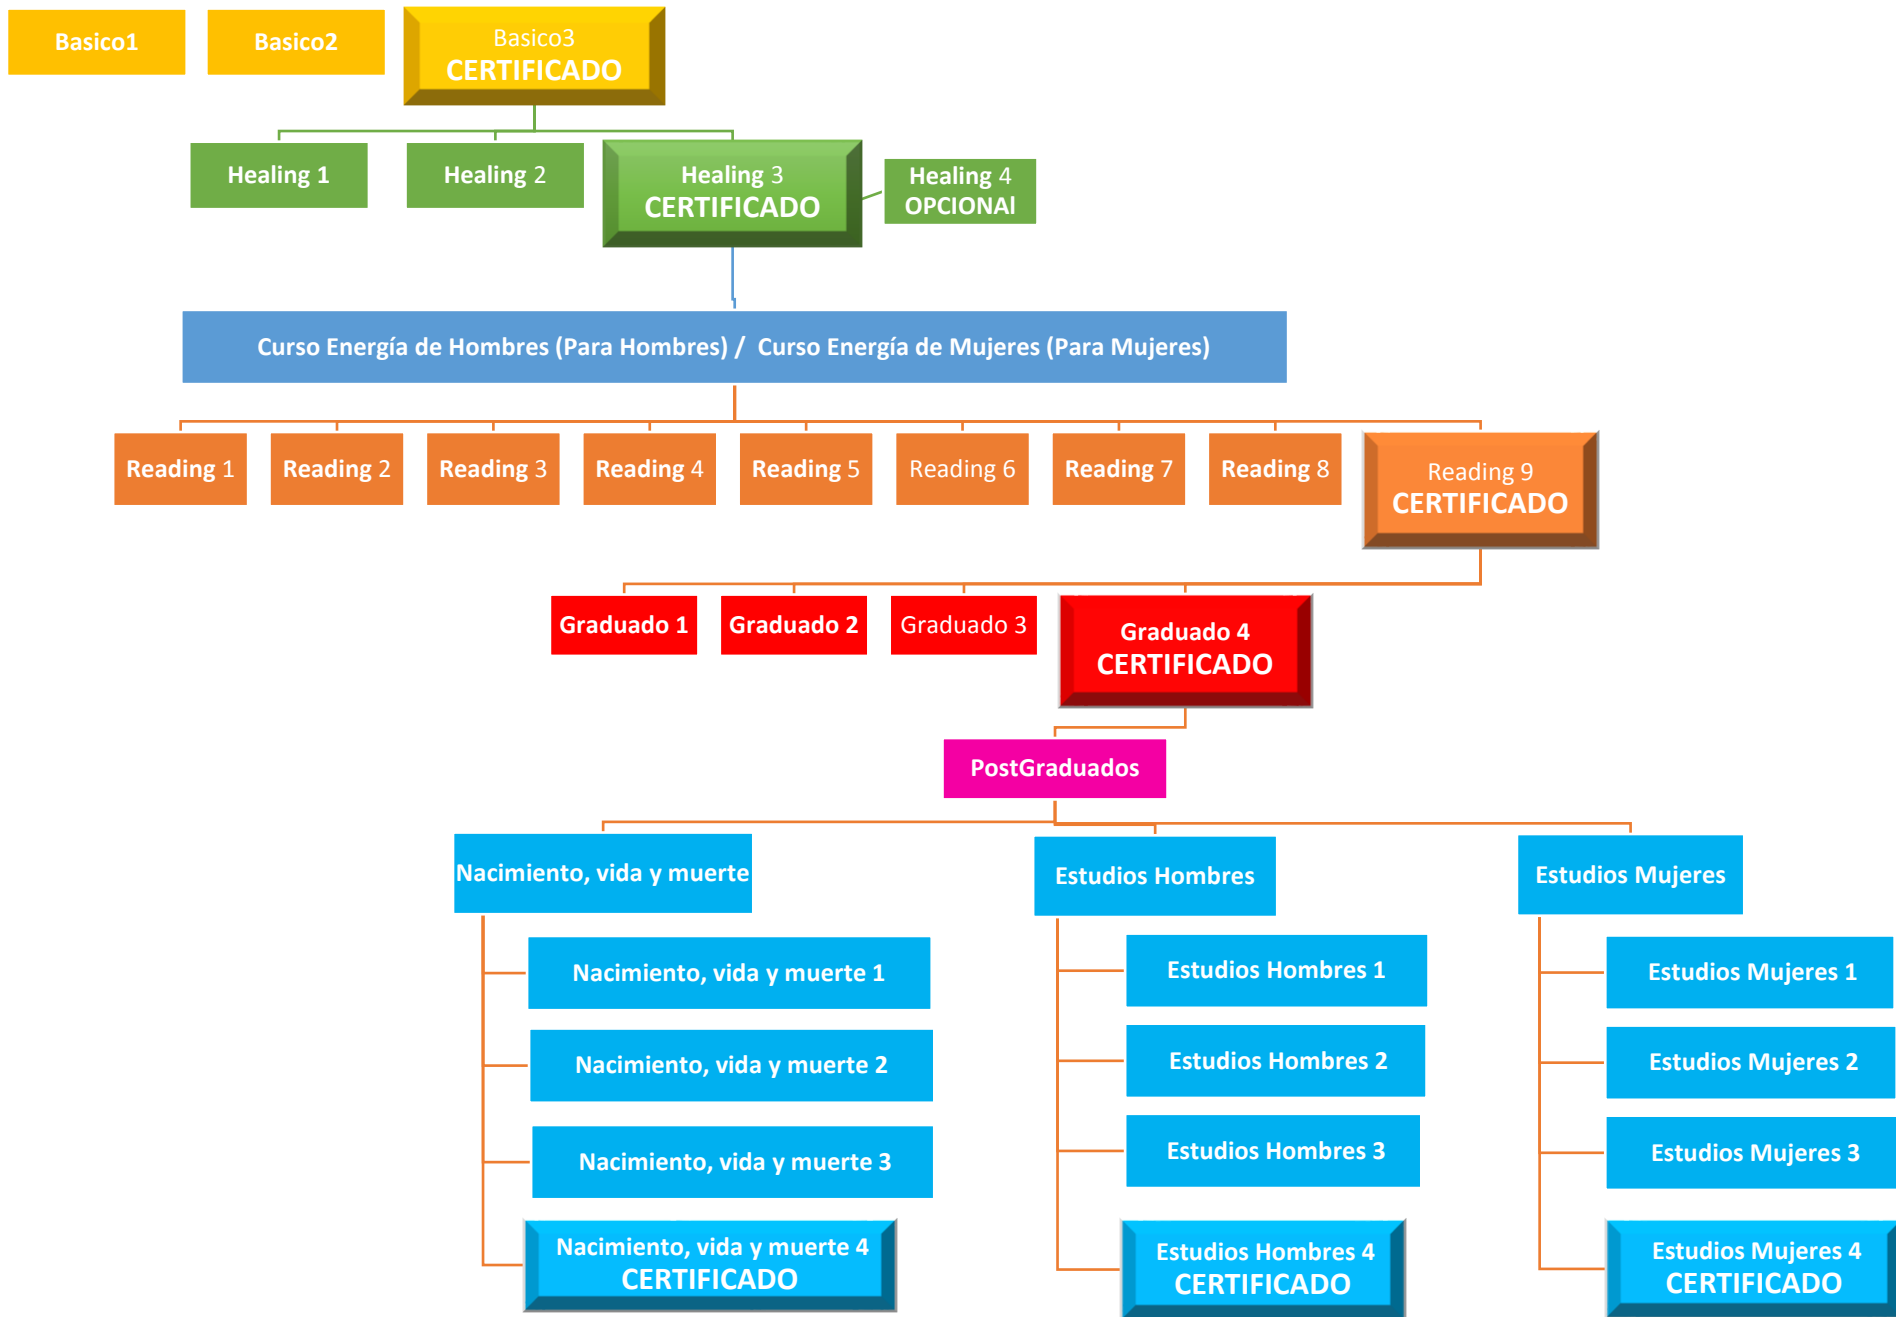 Basico1
Basico2
Basico3
CERTIFICADO
Healing 1
Healing 2
Healing 3
CERTIFICADO
Healing 4
OPCIONAl
Curso Energía de Hombres (Para Hombres) / Curso Energía de Mujeres (Para Mujeres)
Reading 1
Reading 2
Reading 3
Reading 4
Reading 5
Reading 6
Reading 7
Reading 8
Reading 9
CERTIFICADO
Graduado 1
Graduado 2
Graduado 3
Graduado 4
CERTIFICADO
PostGraduados
Nacimiento, vida y muerte
Estudios Hombres
Estudios Mujeres
Nacimiento, vida y muerte 1
Estudios Hombres 1
Estudios Mujeres 1
Nacimiento, vida y muerte 2
Estudios Hombres 2
Estudios Mujeres 2
Nacimiento, vida y muerte 3
Estudios Hombres 3
Estudios Mujeres 3
Nacimiento, vida y muerte 4
CERTIFICADO
Estudios Hombres 4
CERTIFICADO
Estudios Mujeres 4
CERTIFICADO